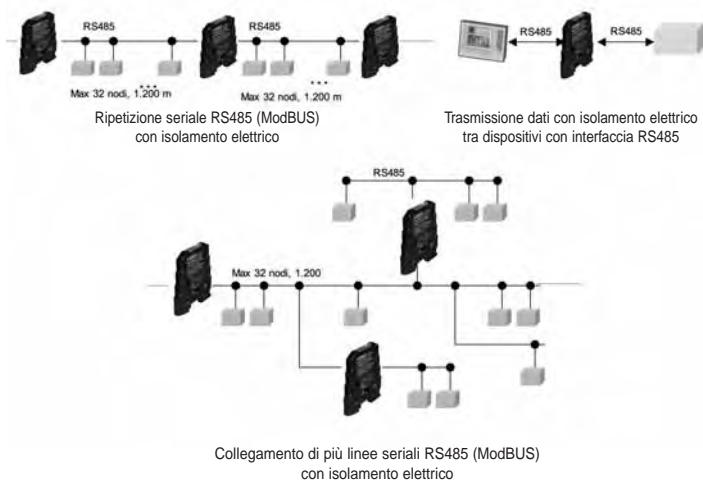 RS485 RS485
Max 32 nodi, 1.200 m Max 32 nodi, 1.200 m
Ripetizione seriale RS485 (ModBUS)
con isolamento elettrico
RS485 RS485
Trasmissione dati con isolamento elettrico
tra dispositivi con interfaccia RS485
RS485
Max 32 nodi, 1.200
Collegamento di più linee seriali RS485 (ModBUS)
con isolamento elettrico